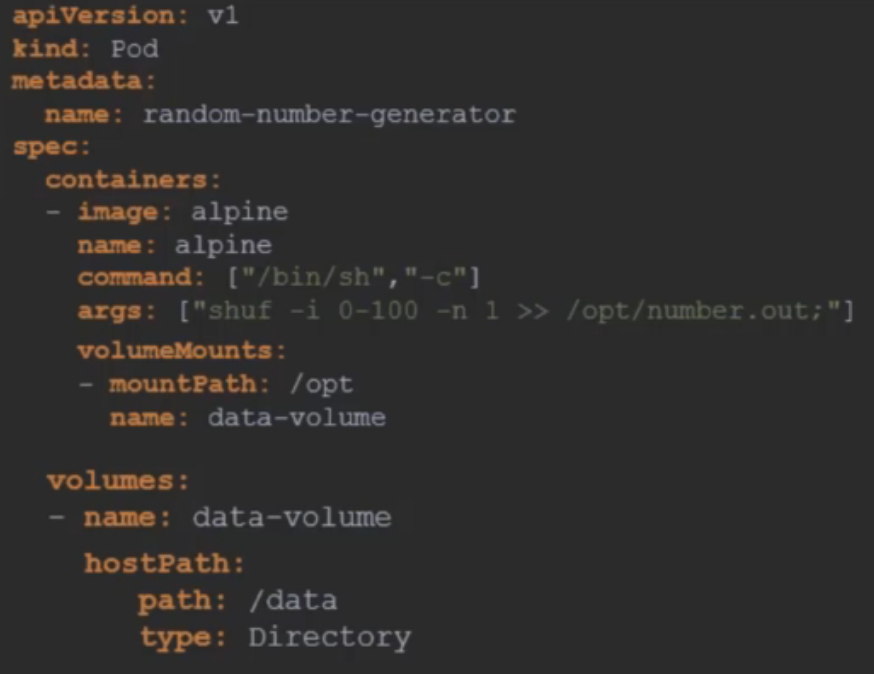 apiVersion: v1
kind: Pod
metadata:
  name: random-number-generator
spec:
  containers:
  - image: alpine
    name: alpine
    command: ["/bin/sh","-c"]
    args: ["shuf -i 0-100 -n 1 >> /opt/number.out;"]
    volumeMounts:
    - mountPath: /opt
      name: data-volume
  volumes:
  - name: data-volume
    hostPath:
       path: /data
       type: Directory